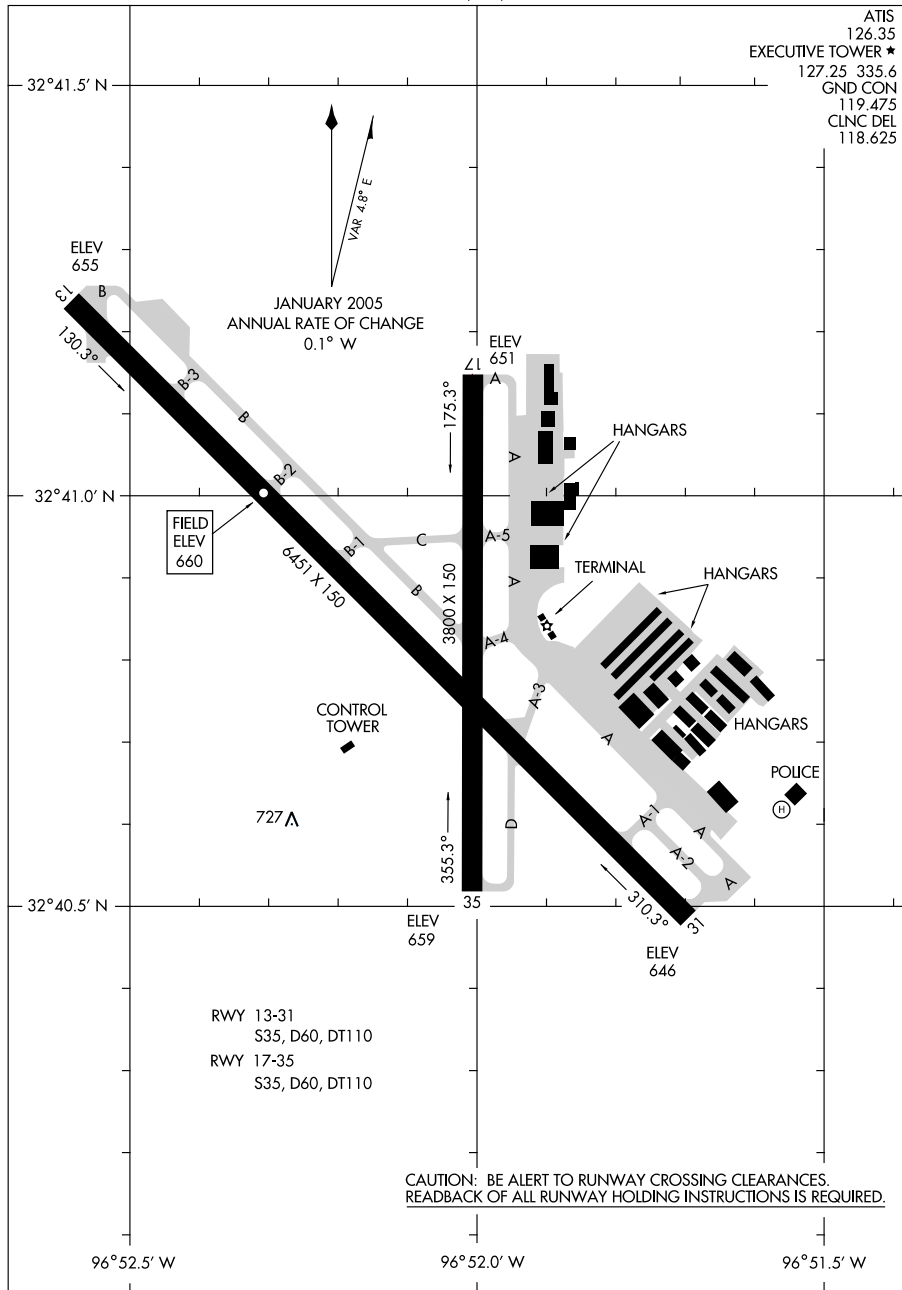 ATIS
126.35
EXECUTIVE TOWER ★
127.25 335.6
GND CON
119.475
CLNC DEL
118.625
32°41.5' N
VAR 4.8° E
JANUARY 2005
ANNUAL RATE OF CHANGE
0.1° W
ELEV
655
13
B
130.3°
B-3
B
B-2
ELEV
651
17
A
175.3°
A
HANGARS
32°41.0' N
FIELD
ELEV
660
6451 X 150
B-1
C
B
3800 X 150
A-5
A
A-4
TERMINAL
HANGARS
A-3
A
HANGARS
CONTROL
TOWER
727
POLICE
H
A-1
A
A-2
A
D
355.3°
35
310.3°
31
32°40.5' N
ELEV
659
ELEV
646
RWY 13-31
S35, D60, DT110
RWY 17-35
S35, D60, DT110
CAUTION: BE ALERT TO RUNWAY CROSSING CLEARANCES.
READBACK OF ALL RUNWAY HOLDING INSTRUCTIONS IS REQUIRED.
96°52.5' W
96°52.0' W
96°51.5' W